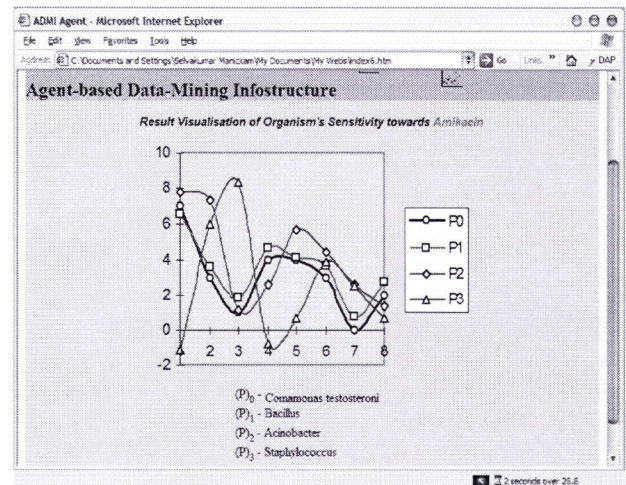 ADMI Agent - Microsoft Internet Explorer
File Edit View Favorites Tools Help
Address C:\Documents and Settings\Selvakumar Manickam\My Documents\My Webs\index6.htm Go Links » DAP
Agent-based Data-Mining Infostructure
Result Visualisation of Organism's Sensitivity towards Amikacin
10
8
6
4
2
0
-2
2 3 4 5 6 7 8
P0
P1
P2
P3
(P)0 - Comamonas testosteroni
(P)1 - Bacillus
(P)2 - Acinobacter
(P)3 - Staphylococcus
2 seconds over 26.8